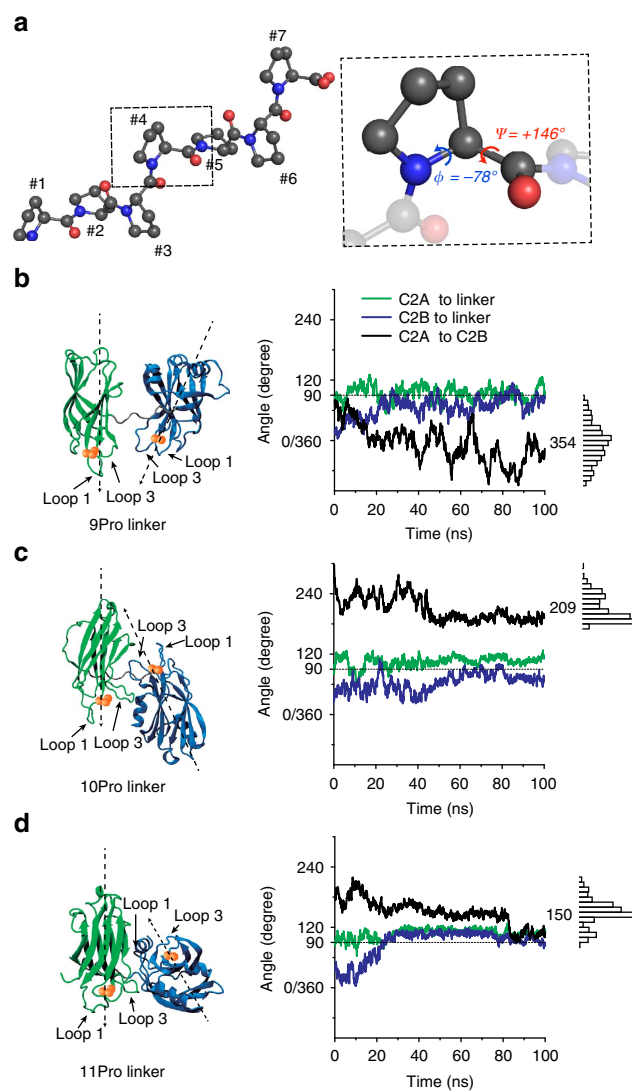 a
#7
#4
#5
#6
#1
#2
#3
Ψ = +146°
ϕ = −78°
b
C2A to linker
C2B to linker
C2A to C2B
Angle (degree)
240
120
90
0/360
354
0 20 40 60 80 100
Time (ns)
Loop 1
Loop 3
Loop 1
Loop 3
9Pro linker
c
Angle (degree)
240
209
120
90
0/360
0 20 40 60 80 100
Time (ns)
Loop 3
Loop 1
Loop 1
Loop 3
10Pro linker
d
Angle (degree)
240
150
120
90
0/360
0 20 40 60 80 100
Time (ns)
Loop 1
Loop 3
Loop 3
Loop 1
11Pro linker